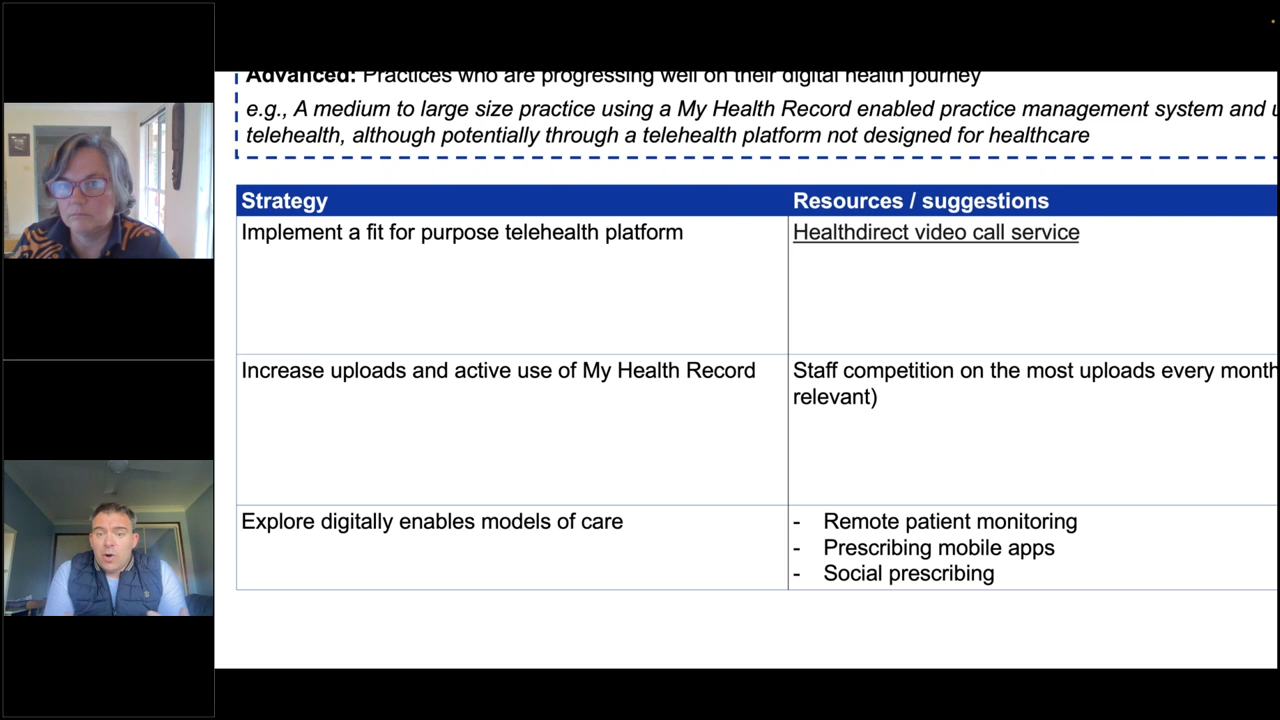 Advanced: Practices who are progressing well on their digital health journey
e.g., A medium to large size practice using a My Health Record enabled practice management system and
telehealth, although potentially through a telehealth platform not designed for healthcare
Strategy
Resources / suggestions
Implement a fit for purpose telehealth platform
Healthdirect video call service
Increase uploads and active use of My Health Record
Staff competition on the most uploads every month
relevant)
Explore digitally enables models of care
- Remote patient monitoring
- Prescribing mobile apps
- Social prescribing